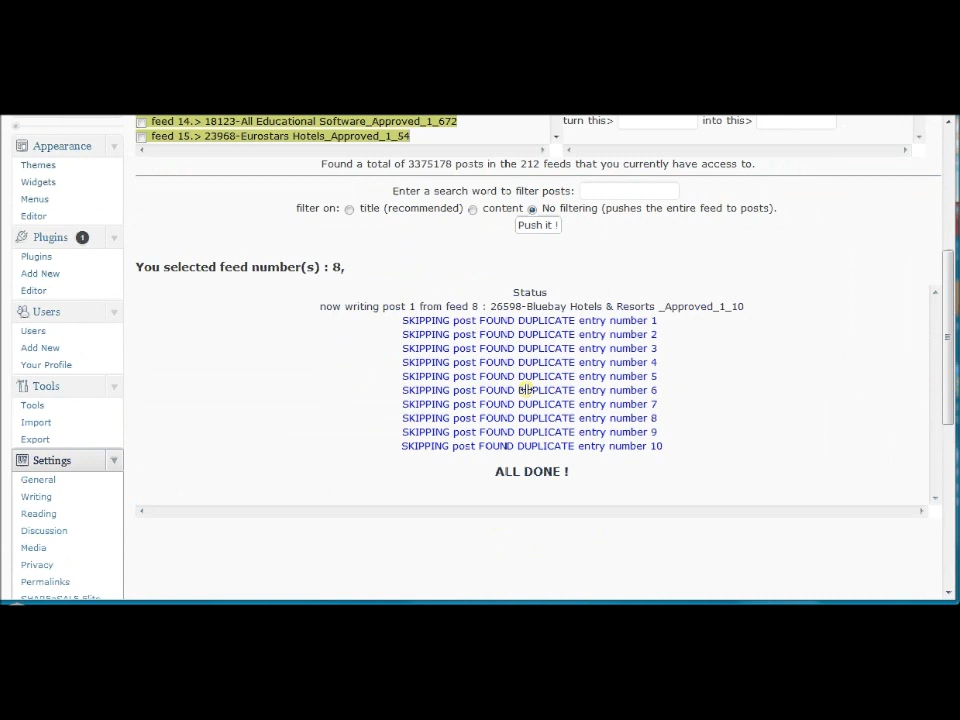 feed 14.> 18123-All Educational Software_Approved_1_672
turn this> into this>
feed 15.> 23968-Eurostars Hotels_Approved_1_54
Appearance
Themes
Widgets
Menus
Editor
Plugins 1
Plugins
Add New
Editor
Users
Users
Add New
Your Profile
Tools
Tools
Import
Export
Settings
General
Writing
Reading
Discussion
Media
Privacy
Permalinks
SHAREaSALE Elite
Found a total of 3375178 posts in the 212 feeds that you currently have access to.
Enter a search word to filter posts:
filter on: title (recommended) content No filtering (pushes the entire feed to posts).
Push it !
You selected feed number(s) : 8,
Status
now writing post 1 from feed 8 : 26598-Bluebay Hotels & Resorts _Approved_1_10
SKIPPING post FOUND DUPLICATE entry number 1
SKIPPING post FOUND DUPLICATE entry number 2
SKIPPING post FOUND DUPLICATE entry number 3
SKIPPING post FOUND DUPLICATE entry number 4
SKIPPING post FOUND DUPLICATE entry number 5
SKIPPING post FOUND DUPLICATE entry number 6
SKIPPING post FOUND DUPLICATE entry number 7
SKIPPING post FOUND DUPLICATE entry number 8
SKIPPING post FOUND DUPLICATE entry number 9
SKIPPING post FOUND DUPLICATE entry number 10
ALL DONE !